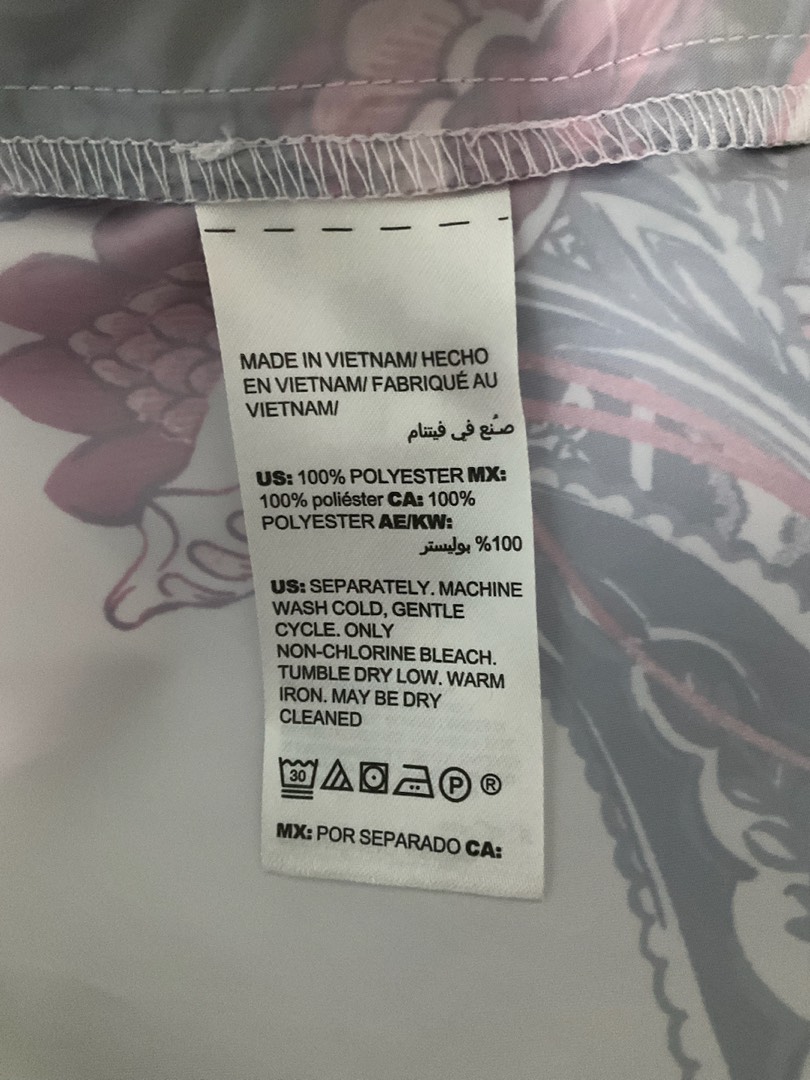 MADE IN VIETNAM/ HECHO
EN VIETNAM/ FABRIQUÉ AU
VIETNAM/
صُنع في فيتنام
US: 100% POLYESTER MX:
100% poliéster CA: 100%
POLYESTER AE/KW:
100% بوليستر
US: SEPARATELY. MACHINE
WASH COLD, GENTLE
CYCLE. ONLY
NON-CHLORINE BLEACH.
TUMBLE DRY LOW. WARM
IRON. MAY BE DRY
CLEANED
30 P ®
MX: POR SEPARADO CA: